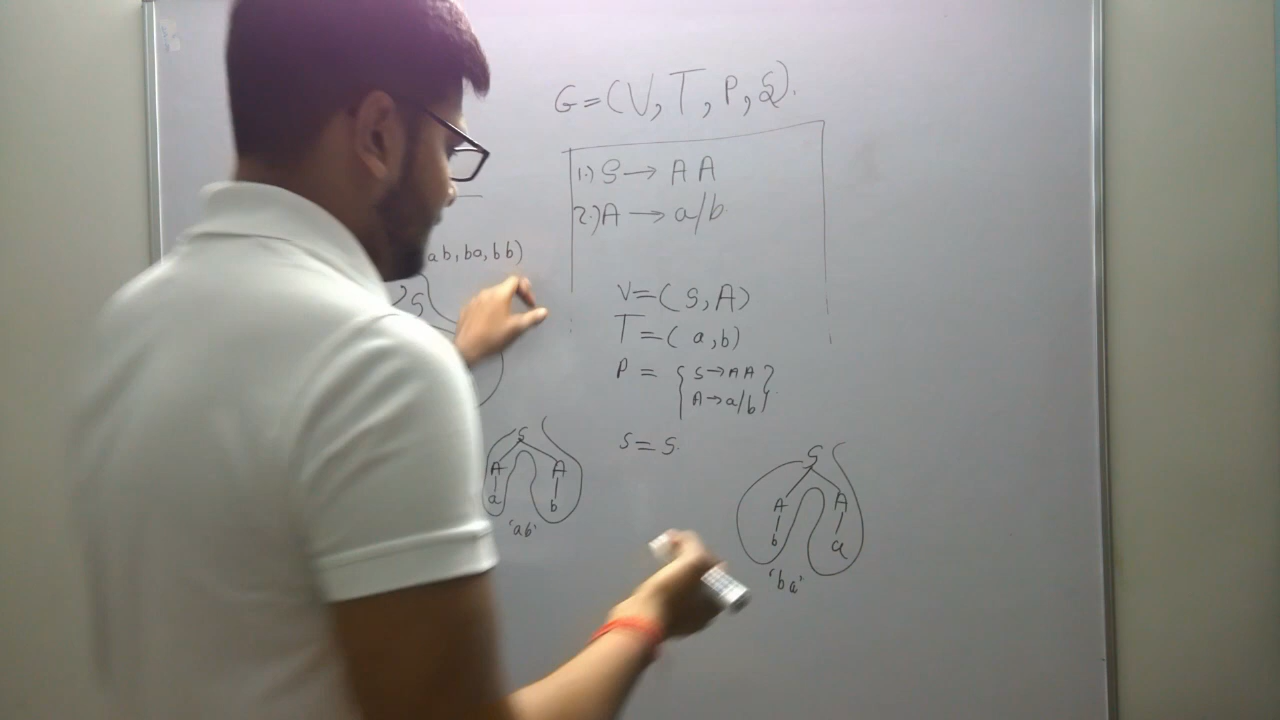 G=(V,T,P,S).
1.) S→ A A
2.) A → a/b.
ab, ba, bb)
V=( S, A)
T=( a,b)
P = { S→AA
A→a/b }
S = S.
S
S
A A
a b
'ab'
S
A A
b a
'ba'